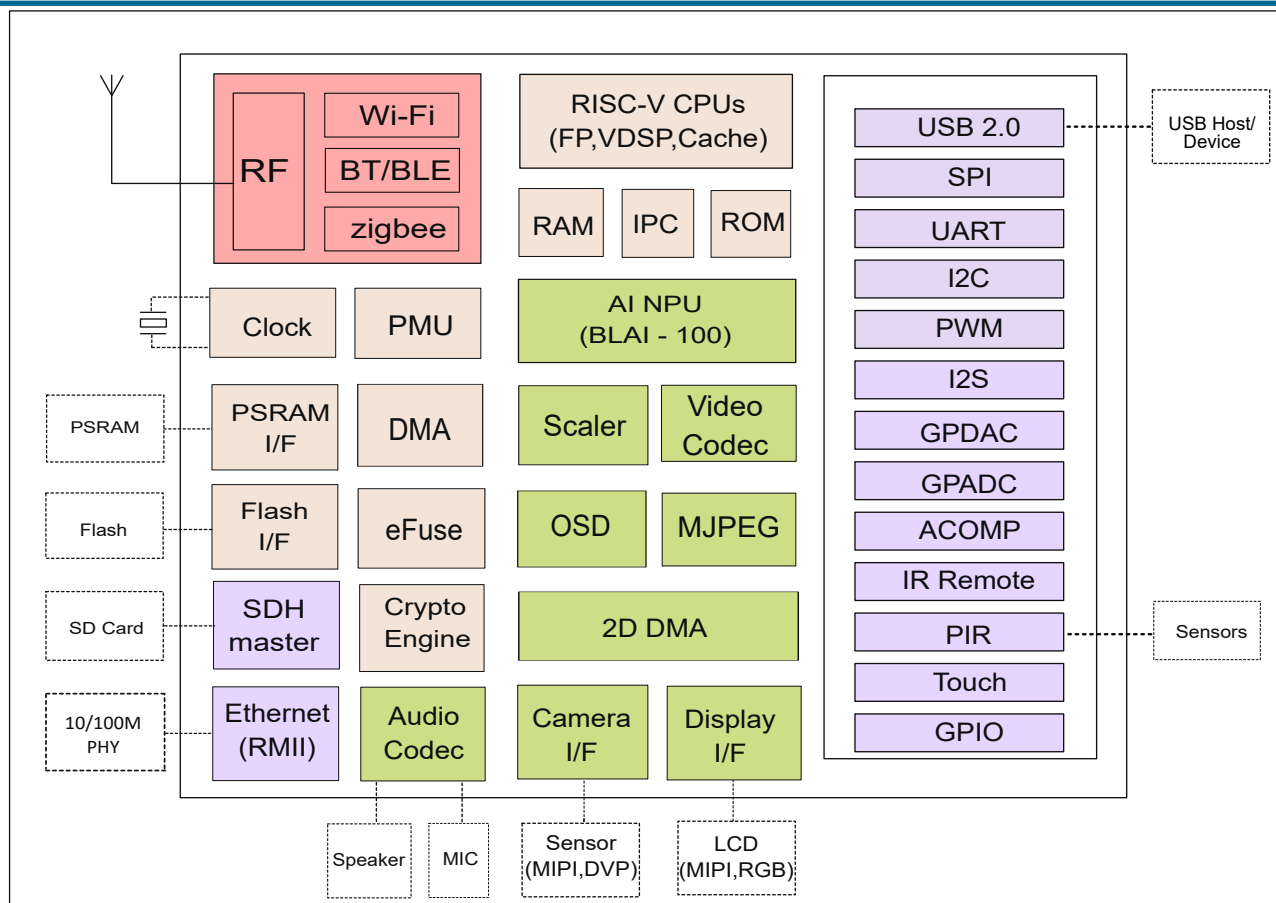 RF
Wi-Fi
BT/BLE
zigbee
RISC-V CPUs
(FP,VDSP,Cache)
RAM
IPC
ROM
Clock
PMU
AI NPU
(BLAI - 100)
PSRAM
PSRAM
I/F
DMA
Scaler
Video
Codec
Flash
Flash
I/F
eFuse
OSD
MJPEG
SD Card
SDH
master
Crypto
Engine
2D DMA
10/100M
PHY
Ethernet
(RMII)
Audio
Codec
Camera
I/F
Display
I/F
Speaker
MIC
Sensor
(MIPI,DVP)
LCD
(MIPI,RGB)
USB 2.0
SPI
UART
I2C
PWM
I2S
GPDAC
GPADC
ACOMP
IR Remote
PIR
Touch
GPIO
USB Host/
Device
Sensors